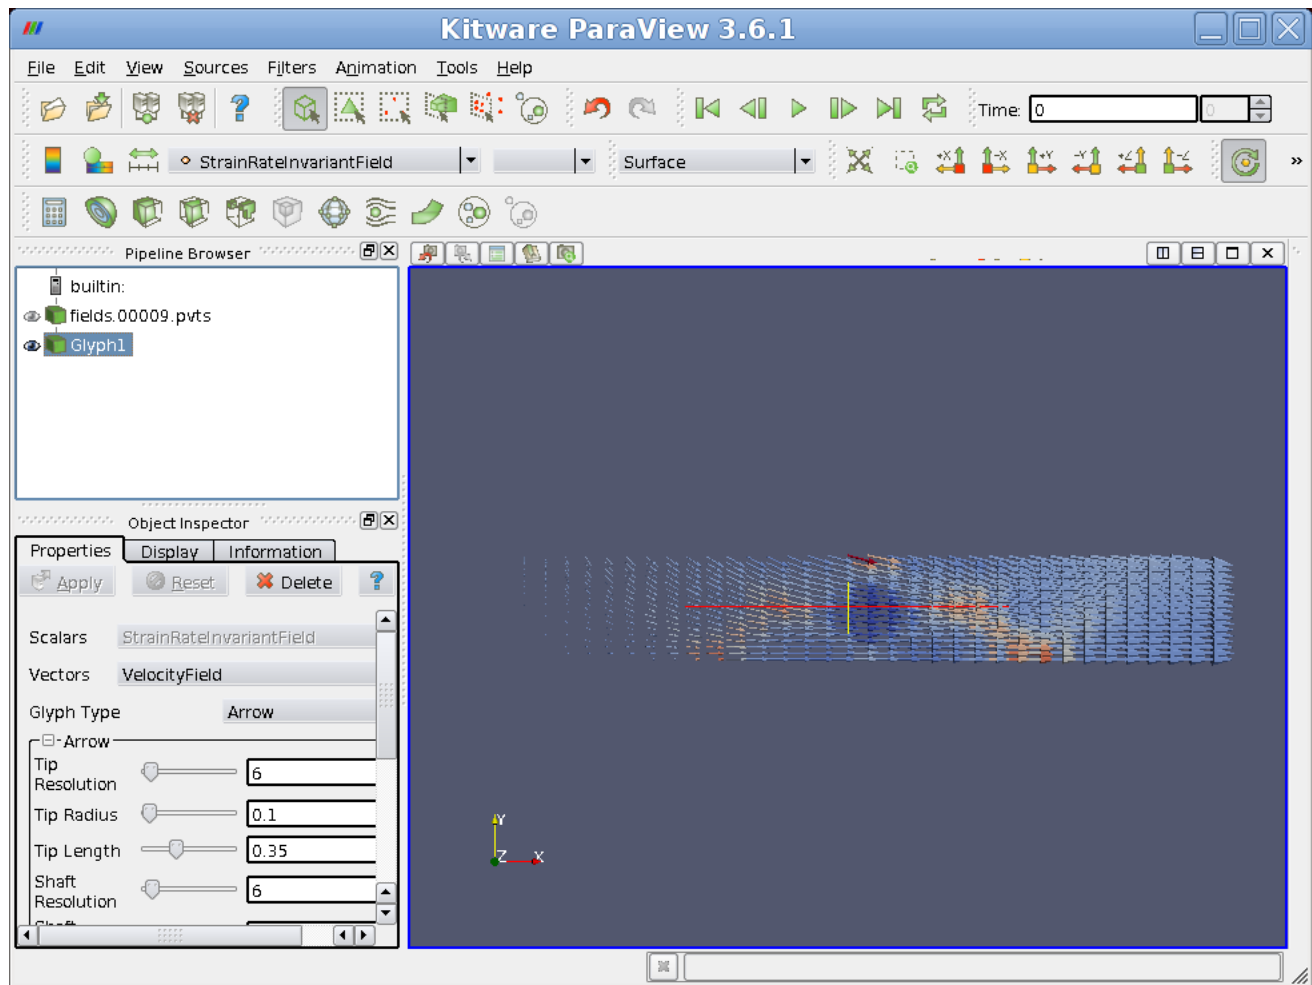 Kitware ParaView 3.6.1
File Edit View Sources Filters Animation Tools Help
Time: 0 0
StrainRateInvariantField Surface +X -X +Y -Y +Z -Z »
Pipeline Browser
builtin:
fields.00009.pvts
Glyph1
Object Inspector
Properties Display Information
Apply Reset Delete ?
Scalars StrainRateInvariantField
Vectors VelocityField
Glyph Type Arrow
Arrow
Tip Resolution 6
Tip Radius 0.1
Tip Length 0.35
Shaft Resolution 6
Shaft
Y
Z X